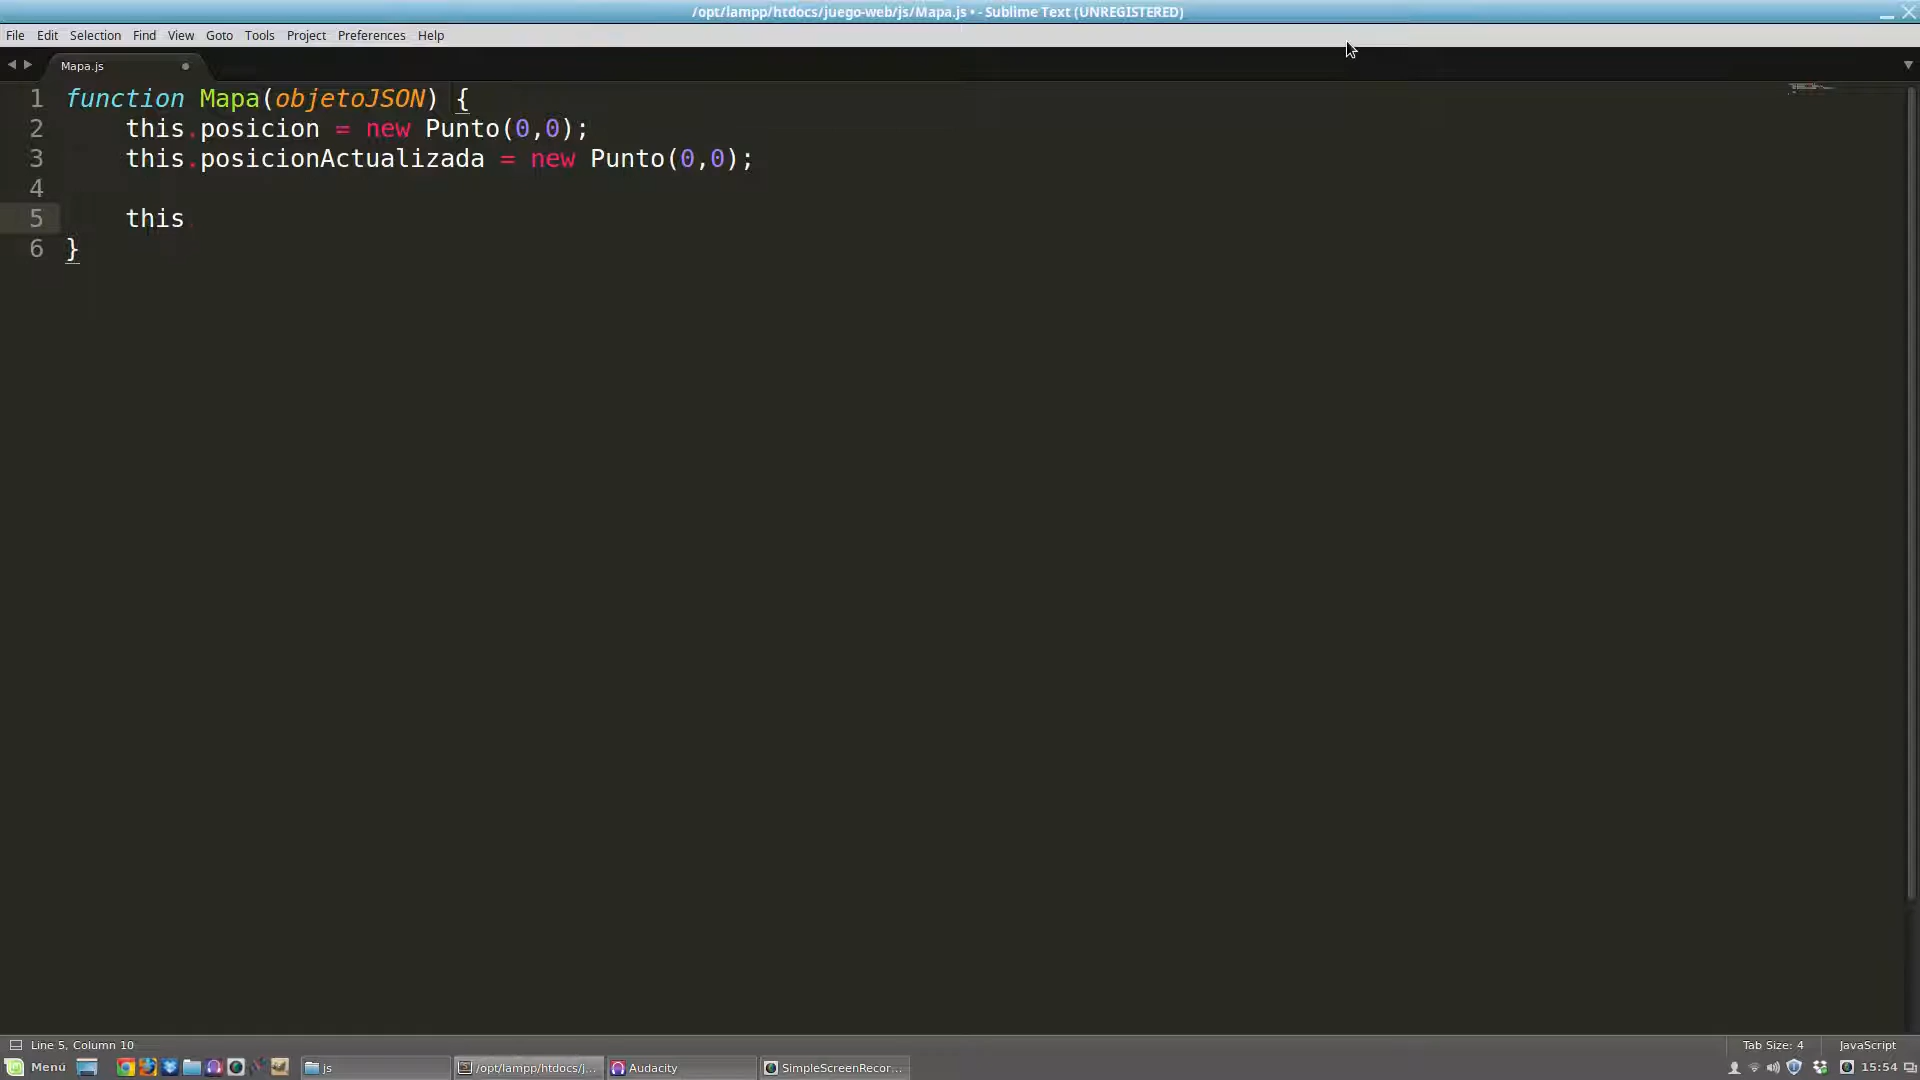 /opt/lampp/htdocs/juego-web/js/Mapa.js • - Sublime Text (UNREGISTERED)
File Edit Selection Find View Goto Tools Project Preferences Help
Mapa.js
1 function Mapa(objetoJSON) {
2 this.posicion = new Punto(0,0);
3 this.posicionActualizada = new Punto(0,0);
4
5 this
6 }
Line 5, Column 10 Tab Size: 4 JavaScript
Menú js /opt/lampp/htdocs/j... Audacity SimpleScreenRecor... 15:54